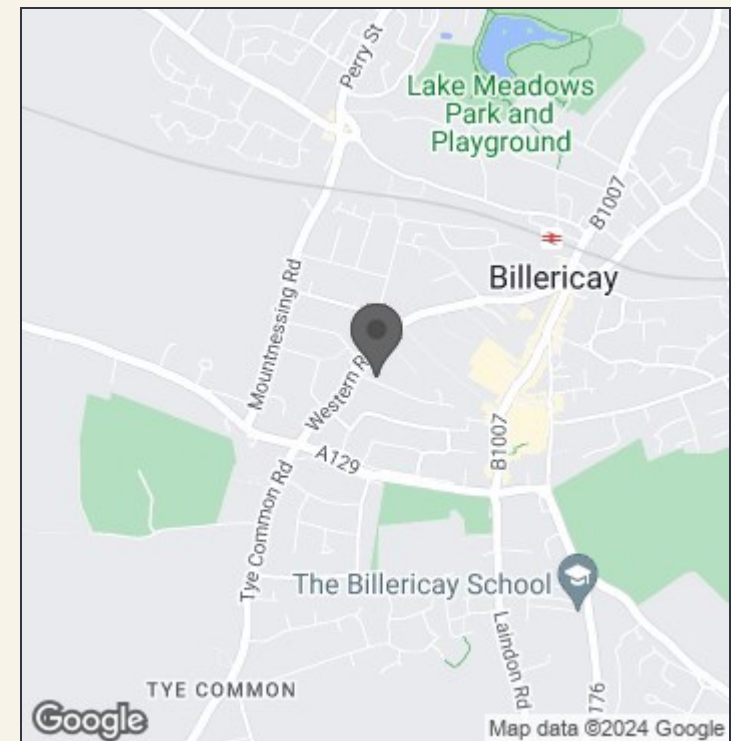 Perry St
Lake Meadows
Park and
Playground
B1007
Billericay
Mountnessing Rd
Western R
A129
B1007
Tye Common Rd
The Billericay School
Laindon Rd
TYE COMMON
176
Google
Map data ©2024 Google